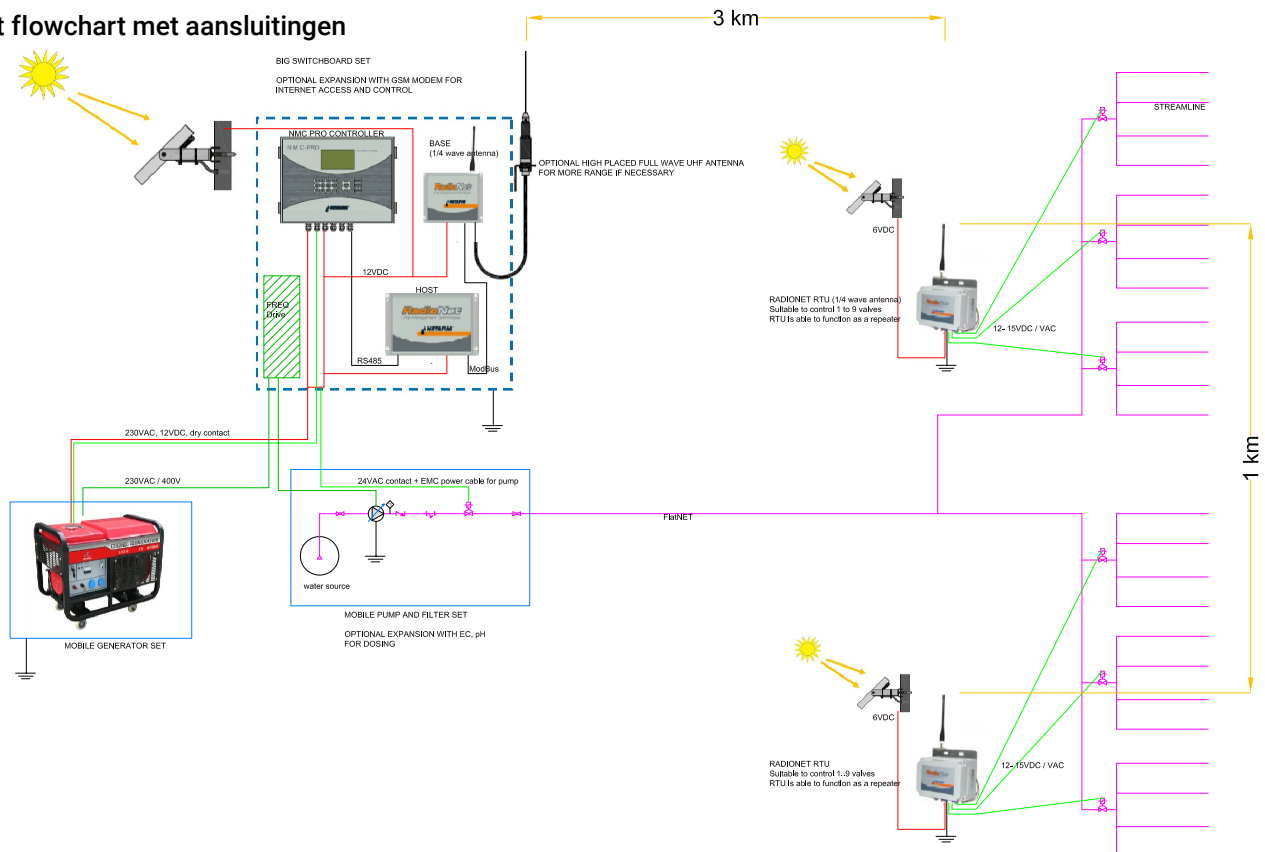 t flowchart met aansluitingen
3 km
BIG SWITCHBOARD SET
OPTIONAL EXPANSION WITH GSM MODEM FOR
INTERNET ACCESS AND CONTROL
NMC PRO CONTROLLER
NMC-PRO
BASE
(1/4 wave antenna)
RadioNet
OPTIONAL HIGH PLACED FULL WAVE UHF ANTENNA
FOR MORE RANGE IF NECESSARY
STREAMLINE
6VDC
12VDC
HOST
RadioNet
FREQ
Drive
RS485
ModBus
RADIONET RTU (1/4 wave antenna)
Suitable to control 1 to 9 valves
RTU is able to function as a repeater
RadioNet
12- 15VDC / VAC
1 km
230VAC, 12VDC, dry contact
230VAC / 400V
24VAC contact + EMC power cable for pump
FlatNET
water source
MOBILE GENERATOR SET
MOBILE PUMP AND FILTER SET
OPTIONAL EXPANSION WITH EC, pH
FOR DOSING
6VDC
RADIONET RTU
Suitable to control 1..9 valves
RTU is able to function as a repeater
RadioNet
12- 15VDC / VAC